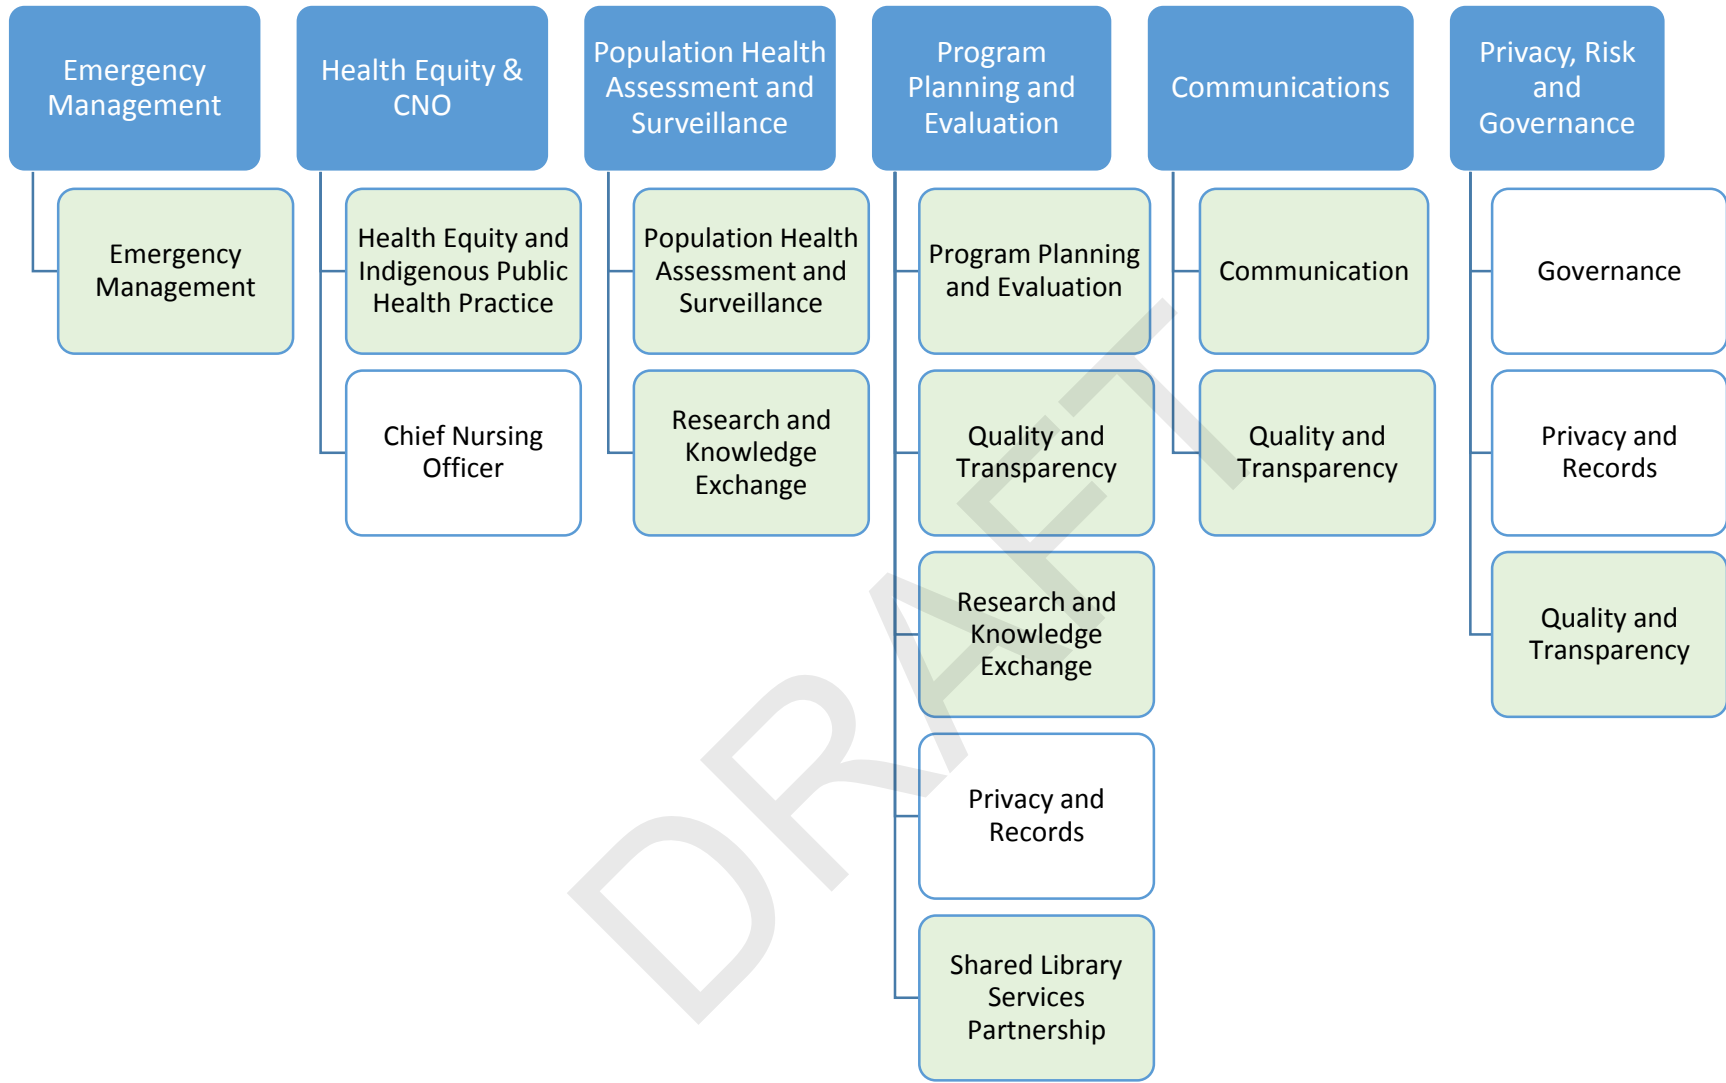 Emergency
Management
Health Equity &
CNO
Population Health
Assessment and
Surveillance
Program
Planning and
Evaluation
Communications
Privacy, Risk
and
Governance
Emergency
Management
Health Equity and
Indigenous Public
Health Practice
Chief Nursing
Officer
Population Health
Assessment and
Surveillance
Research and
Knowledge
Exchange
Program Planning
and Evaluation
Quality and
Transparency
Research and
Knowledge
Exchange
Privacy and
Records
Shared Library
Services
Partnership
Communication
Quality and
Transparency
Governance
Privacy and
Records
Quality and
Transparency
DRAFT